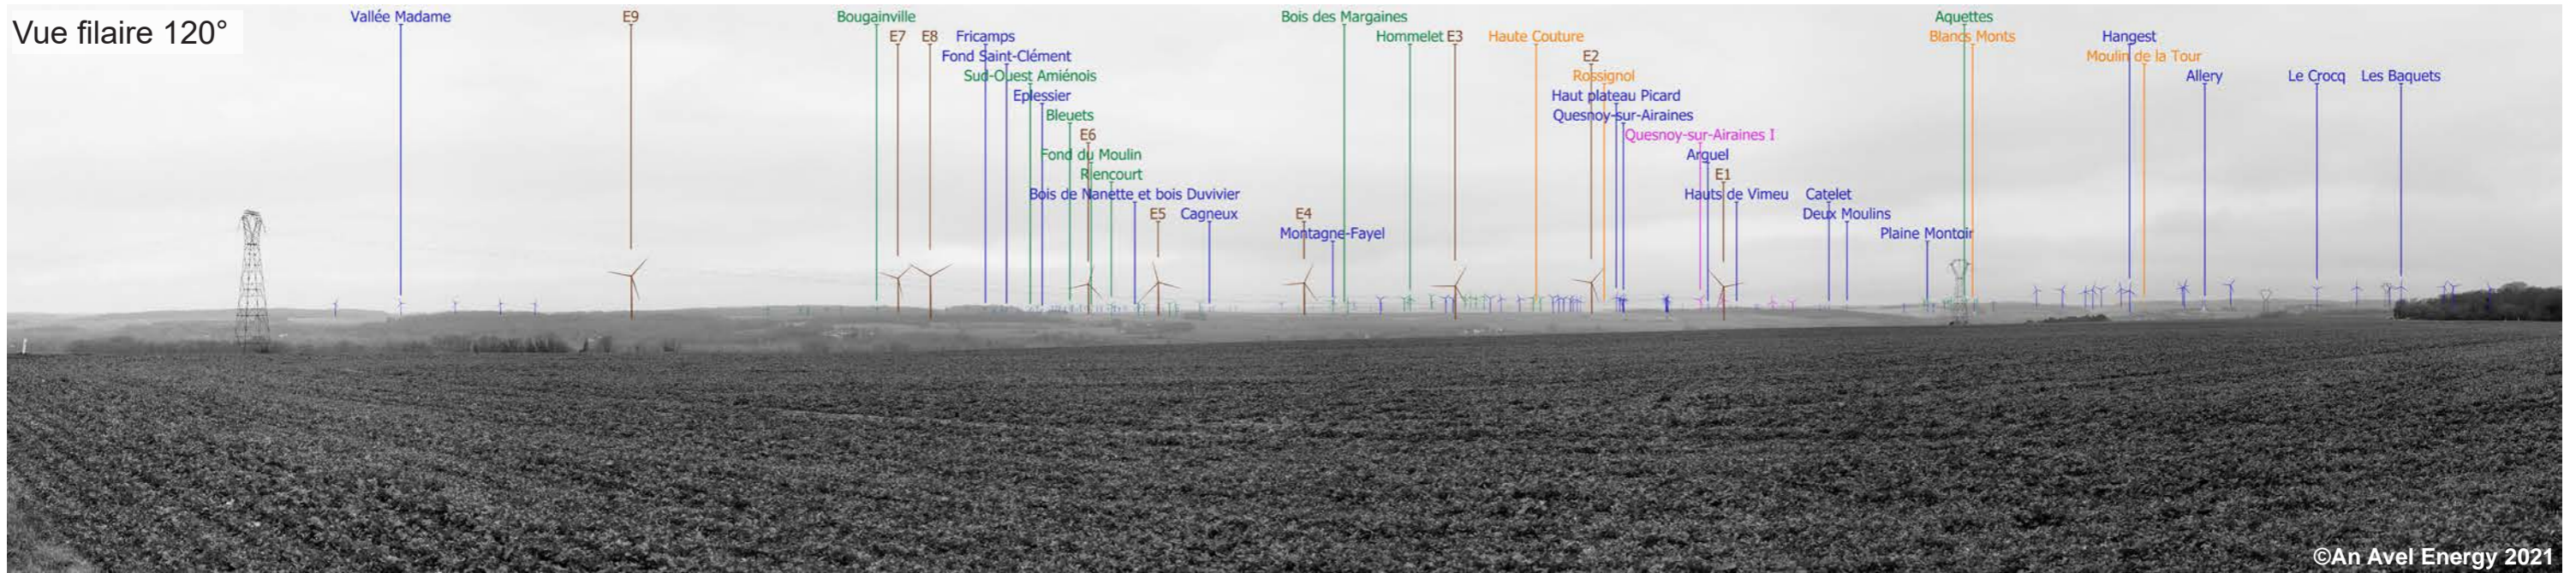 Vue filaire 120°
Vallée Madame
E9
Bougainville
Bois des Margaines
Aquettes
E7
E8
Fricamps
Hommelet
E3
Haute Couture
Blancs Monts
Hangest
Fond Saint-Clément
E2
Moulin de la Tour
Sud-Ouest Amiénois
Rossignol
Allery
Le Crocq
Les Baquets
Eplessier
Haut plateau Picard
Bleuets
Quesnoy-sur-Airaines
E6
Quesnoy-sur-Airaines I
Fond du Moulin
Arguel
Riencourt
E1
Bois de Nanette et bois Duvivier
Hauts de Vimeu
Catelet
E5
Cagneux
E4
Deux Moulins
Montagne-Fayel
Plaine Montoir
©An Avel Energy 2021